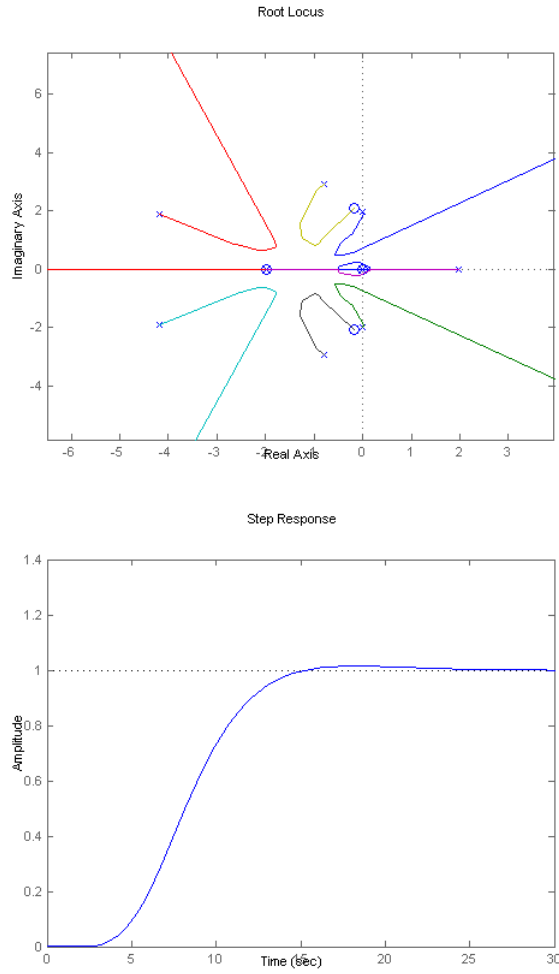 Root Locus
6
4
2
0
-2
-4
Imaginary Axis
-6 -5 -4 -3 -2 -1 0 1 2 3
Real Axis
Step Response
1.4
1.2
1
0.8
0.6
0.4
0.2
0
Amplitude
0 5 10 15 20 25 30
Time (sec)